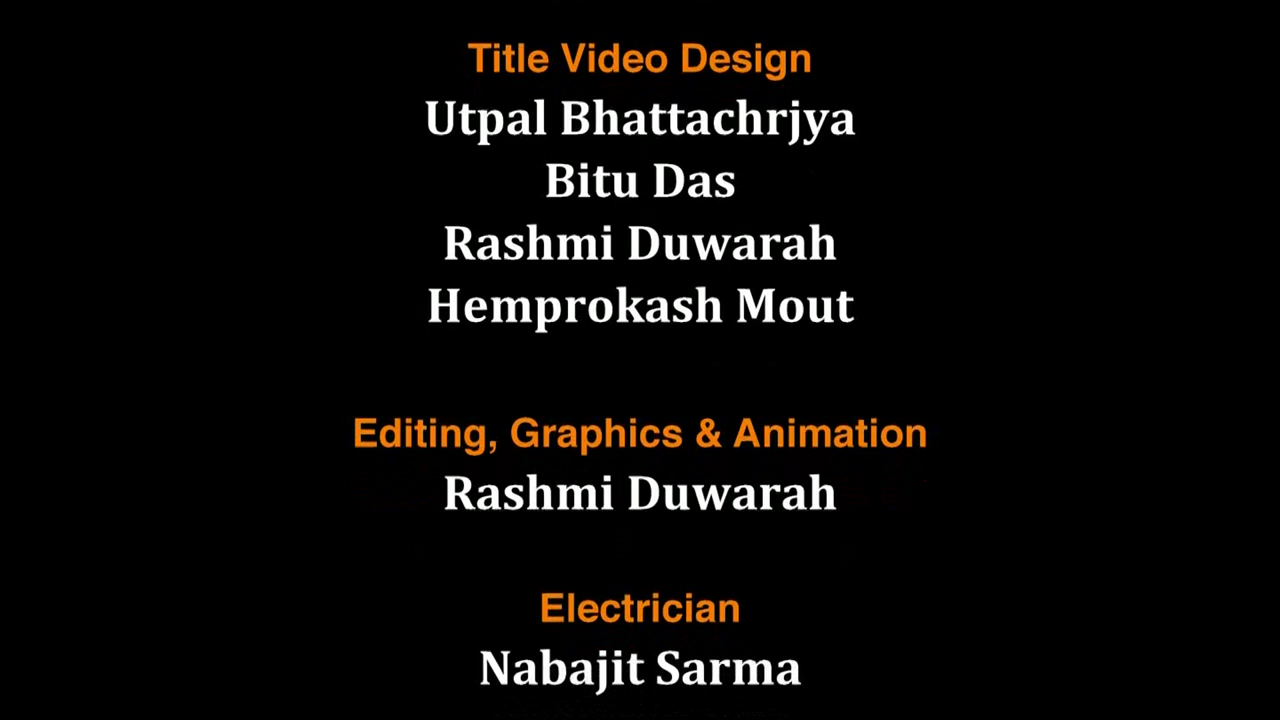 Title Video Design
Utpal Bhattachrjya
Bitu Das
Rashmi Duwarah
Hemprokash Mout
Editing, Graphics & Animation
Rashmi Duwarah
Electrician
Nabajit Sarma